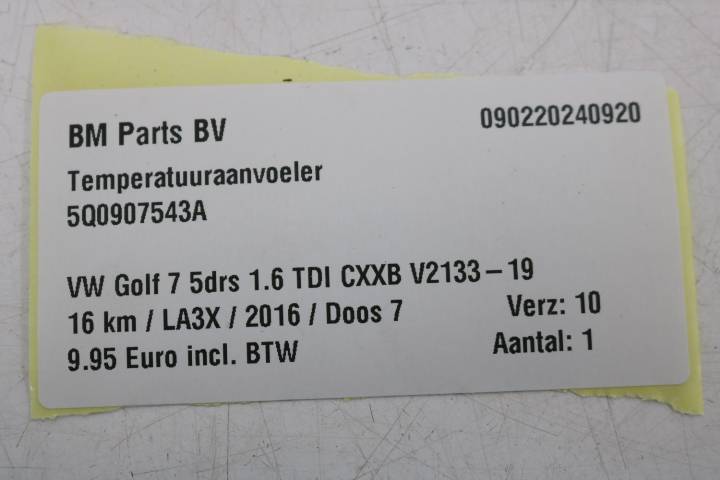 BM Parts BV 090220240920
Temperatuuraanvoeler
5Q0907543A
VW Golf 7 5drs 1.6 TDI CXXB V2133-19
16 km / LA3X / 2016 / Doos 7 Verz: 10
9.95 Euro incl. BTW Aantal: 1